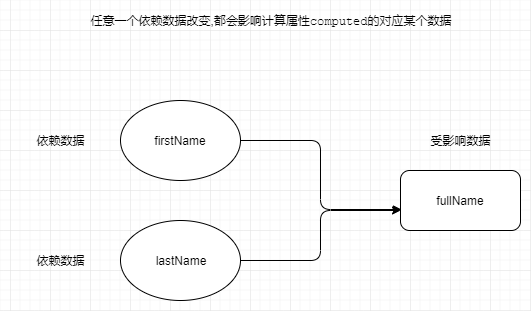 任意一个依赖数据改变,都会影响计算属性computed的对应某个数据
依赖数据
firstName
受影响数据
fullName
依赖数据
lastName